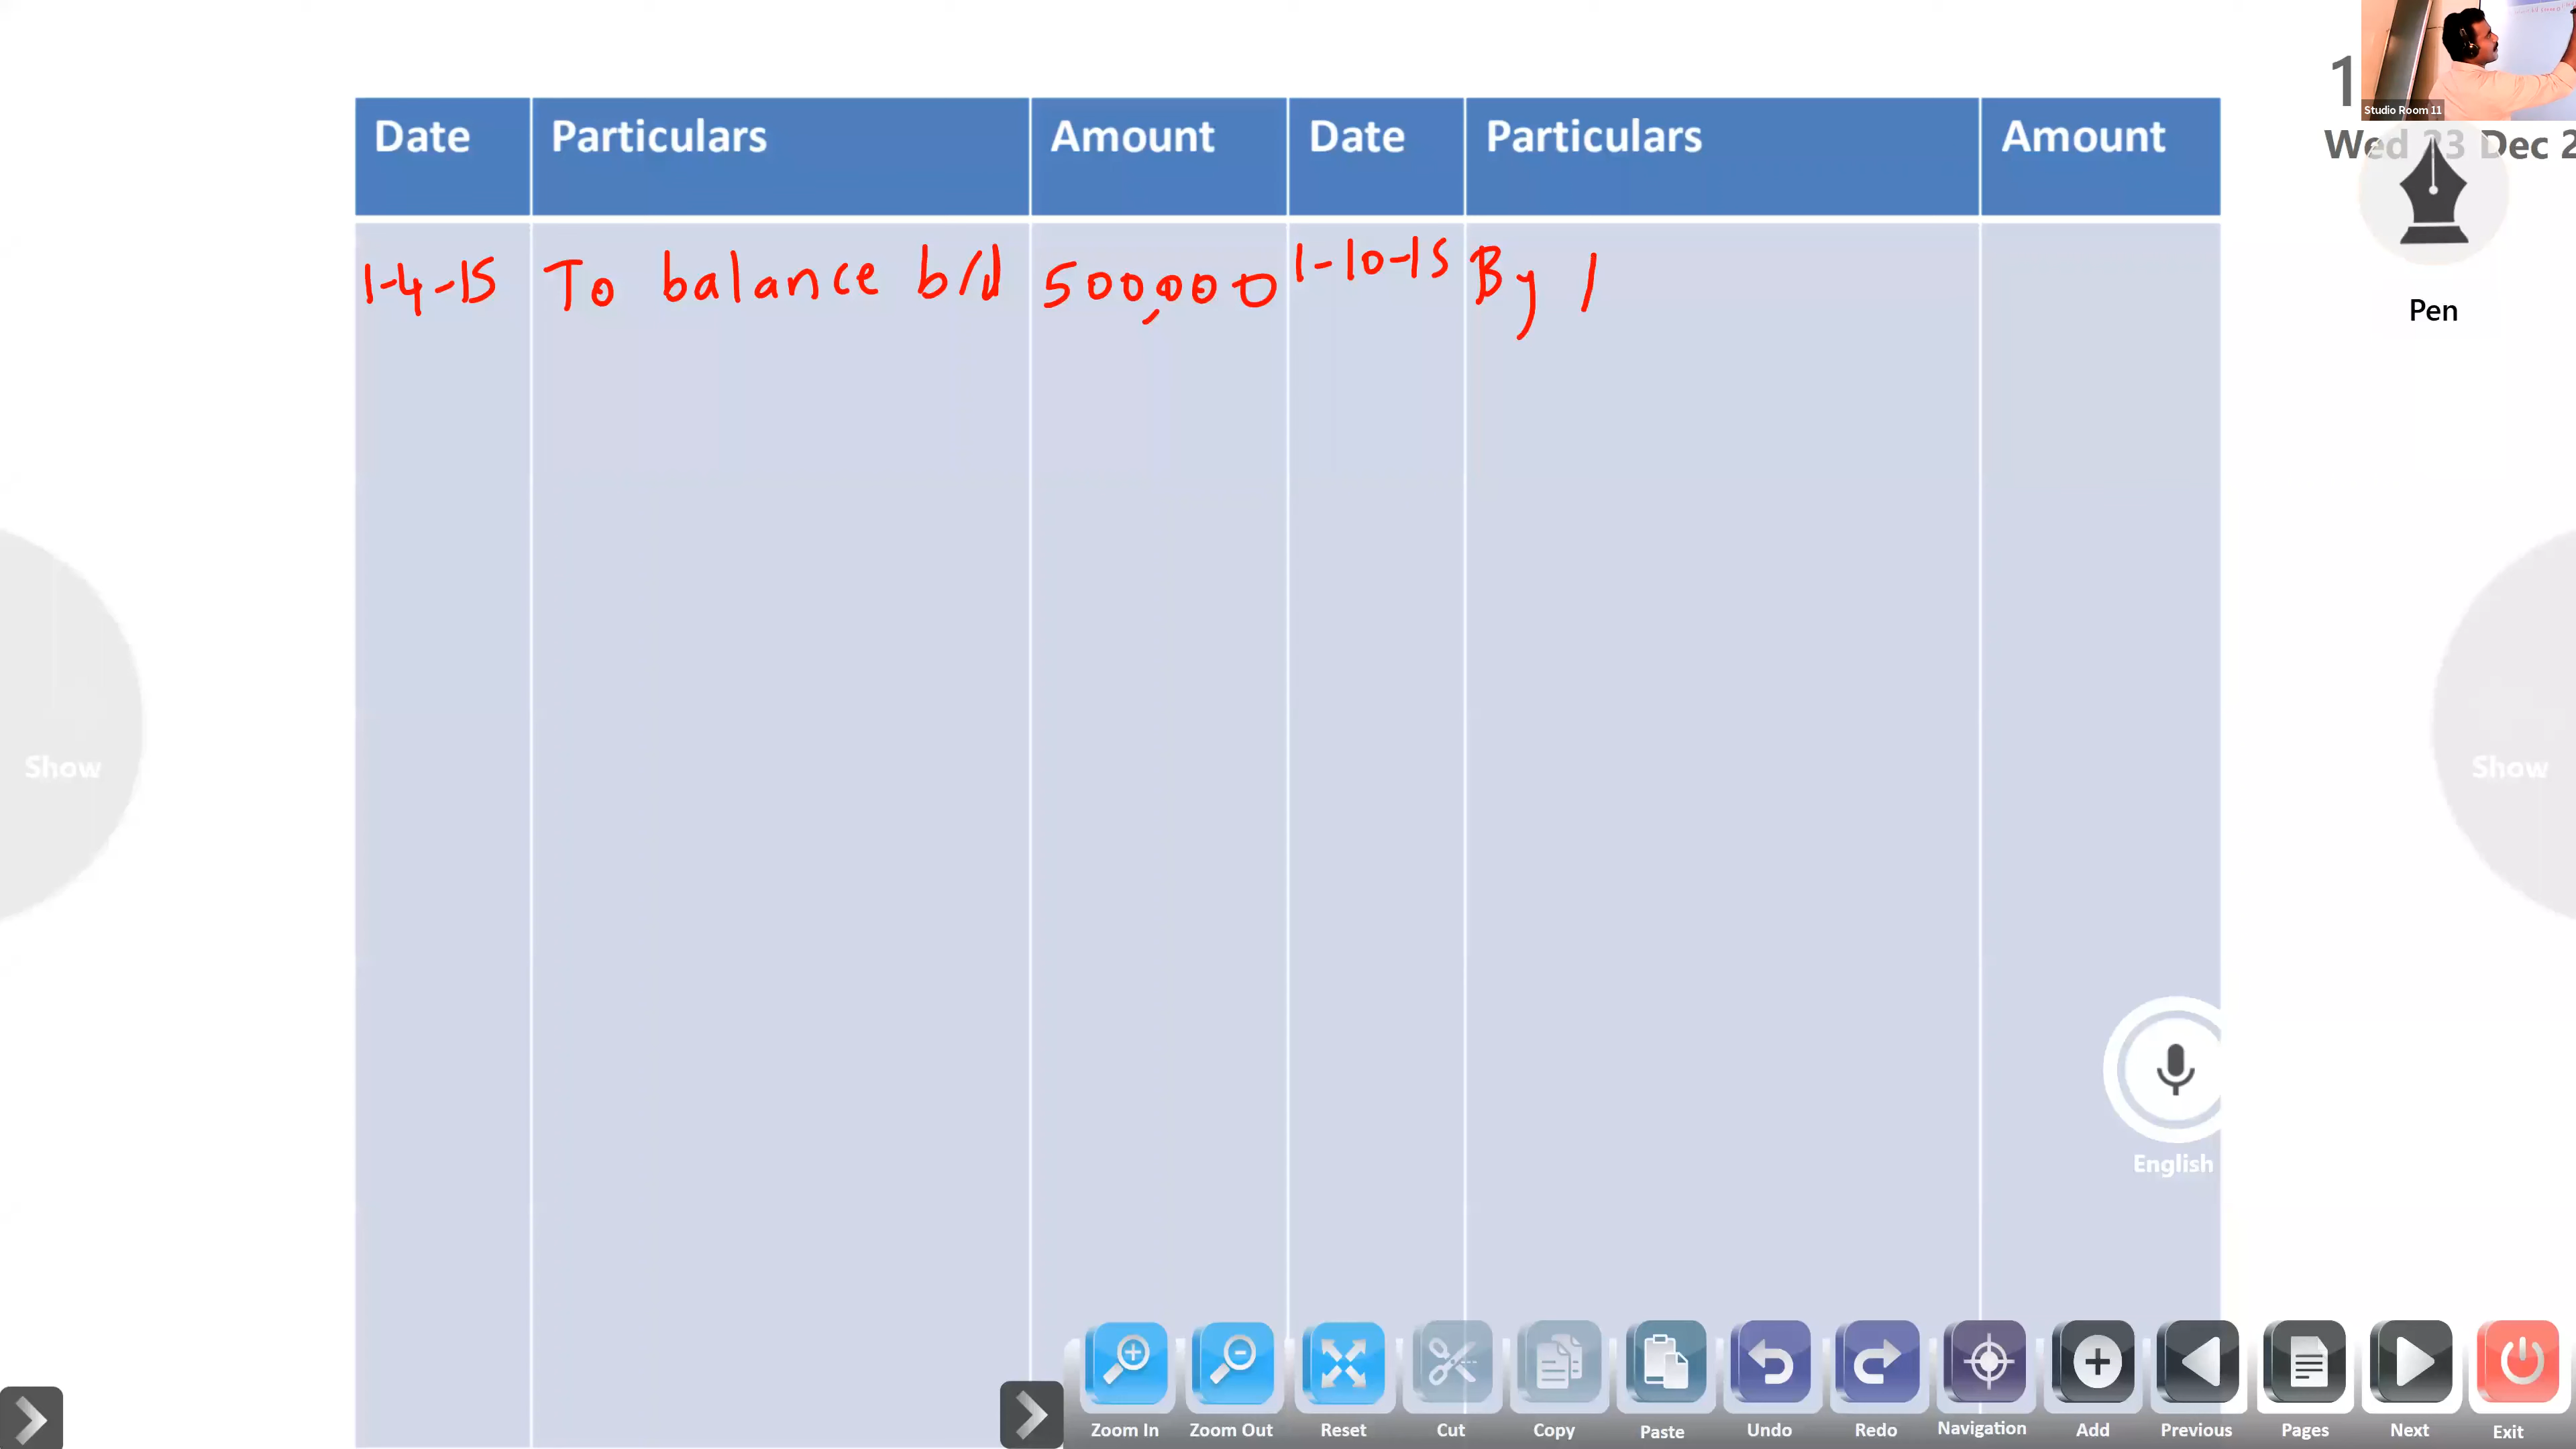 Studio Room 11
1
Wed 23 Dec 2
Date Particulars Amount Date Particulars Amount
Pen
1-4-15 To balance b/d 500,000 1-10-15 By
Show
Show
English
Zoom In Zoom Out Reset Cut Copy Paste Undo Redo Navigation Add Previous Pages Next Exit